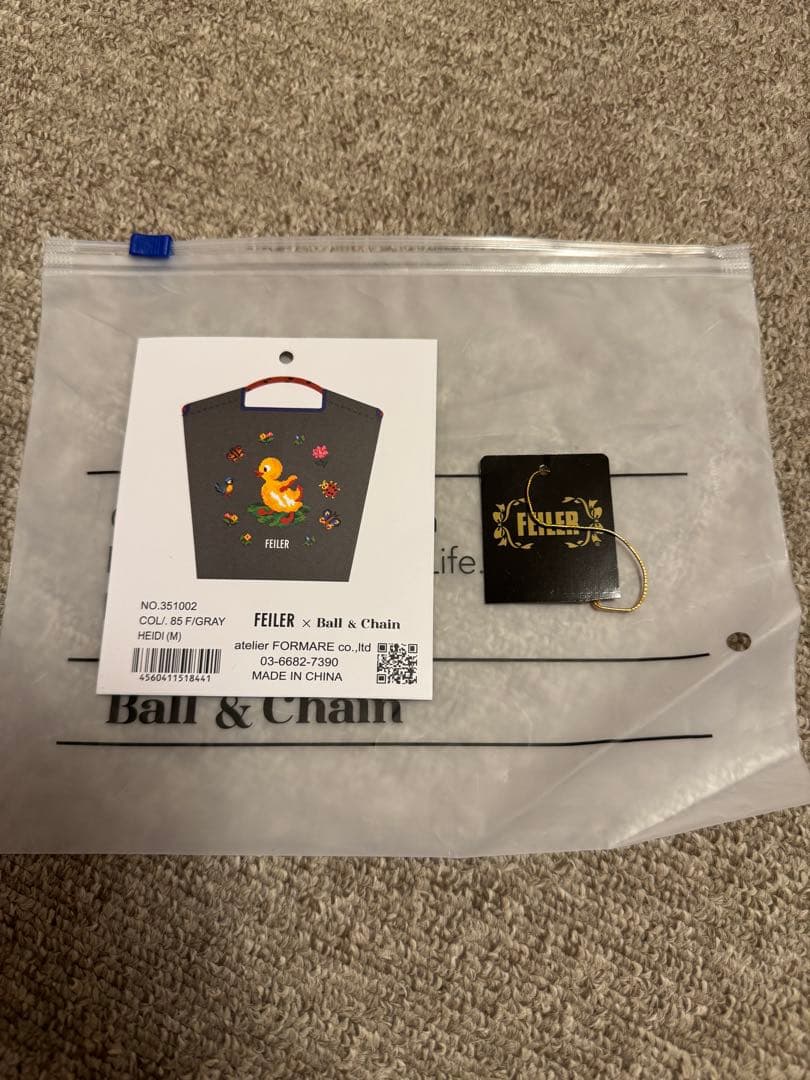 FEILER
NO.351002
COL/. 85 F/GRAY
HEIDI (M)
4560411518441
FEILER × Ball & Chain
atelier FORMARE co.,ltd
03-6682-7390
MADE IN CHINA
FEILER
Life.
Ball & Chain